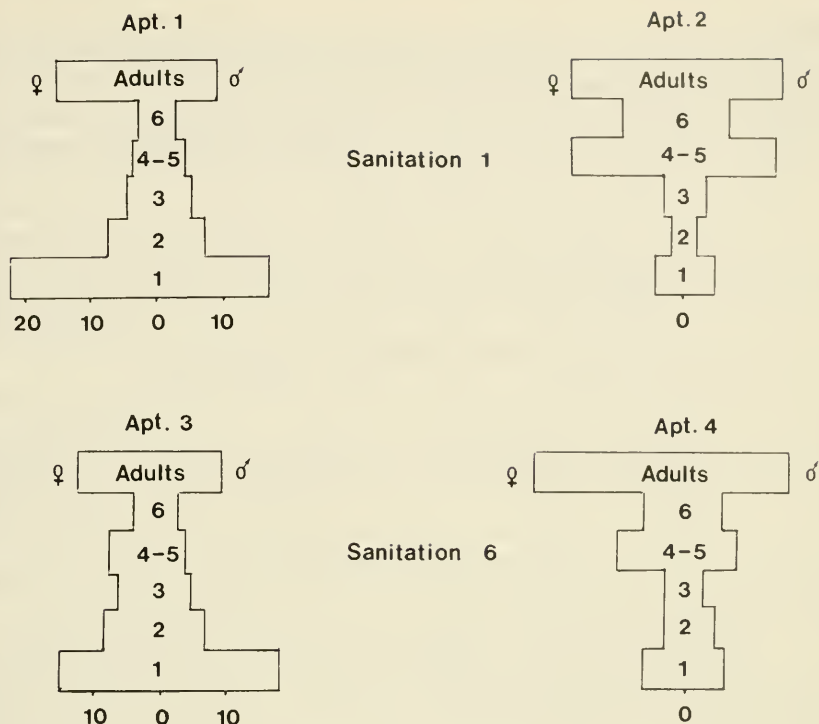 Apt. 1
♀ Adults ♂
6
4-5
3
2
1
20 10 0 10
Sanitation 1
Apt. 2
♀ Adults ♂
6
4-5
3
2
1
0
Apt. 3
♀ Adults ♂
6
4-5
3
2
1
10 0 10
Sanitation 6
Apt. 4
♀ Adults ♂
6
4-5
3
2
1
0